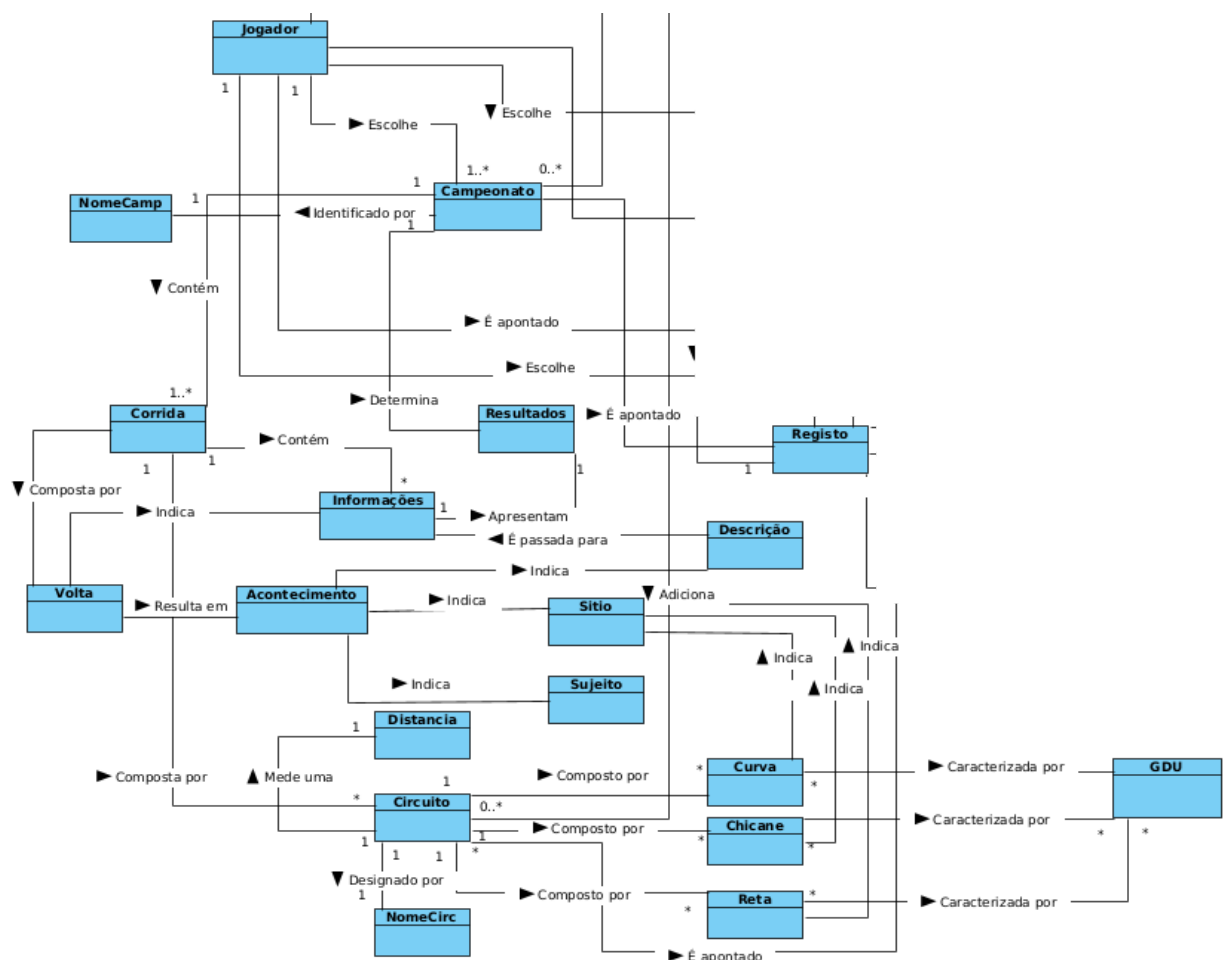 Jogador
1
1
Escolhe
Escolhe
1..*
0..*
1
1
NomeCamp
Campeonato
Identificado por
1
Contém
É apontado
Escolhe
1..*
Determina
Corrida
Resultados
É apontado
Registo
Contém
1
1
1
1
Composta por
*
Informações
Indica
1
Apresentam
Descrição
É passada para
Indica
Volta
Acontecimento
Adiciona
Resulta em
Indica
Sitio
Indica
Indica
Sujeito
Indica
Indica
Distancia
1
Composta por
Mede uma
1
Composto por
*
Curva
*
Caracterizada por
GDU
*
Circuito
0..*
Chicane
Caracterizada por
1
1
Composto por
*
*
*
*
1
1
*
Designado por
Composto por
Reta
*
Caracterizada por
1
*
NomeCirc
É apontado